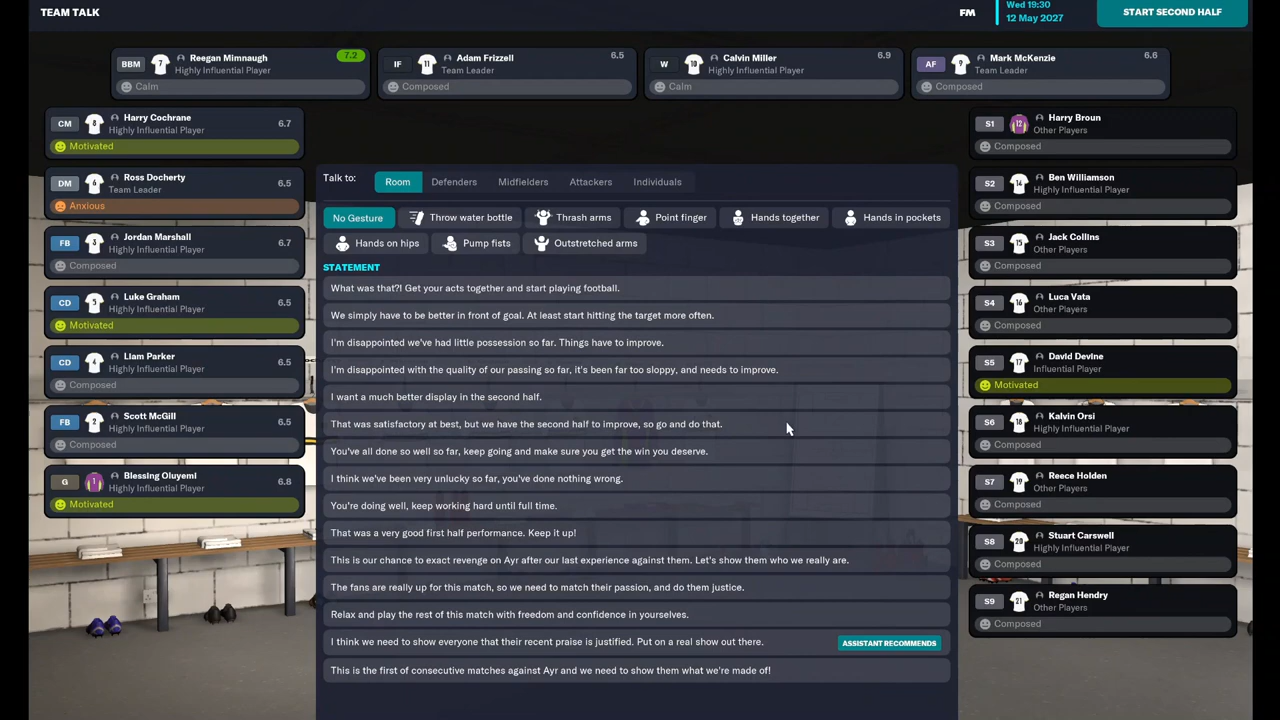 TEAM TALK
FM
Wed 19:30
12 May 2027
START SECOND HALF
BBM
7
Reegan Mimnaugh
7.2
Highly Influential Player
Calm
IF
11
Adam Frizzell
6.5
Team Leader
Composed
W
10
Calvin Miller
6.9
Highly Influential Player
Calm
AF
9
Mark McKenzie
6.6
Team Leader
Composed
CM
8
Harry Cochrane
6.7
Highly Influential Player
Motivated
DM
6
Ross Docherty
6.5
Team Leader
Anxious
FB
3
Jordan Marshall
6.7
Highly Influential Player
Composed
CD
5
Luke Graham
6.5
Highly Influential Player
Motivated
CD
4
Liam Parker
6.5
Highly Influential Player
Composed
FB
2
Scott McGill
6.5
Highly Influential Player
Composed
G
1
Blessing Oluyemi
6.8
Highly Influential Player
Motivated
Talk to: Room Defenders Midfielders Attackers Individuals
No Gesture Throw water bottle Thrash arms Point finger Hands together Hands in pockets
Hands on hips Pump fists Outstretched arms
STATEMENT
What was that?! Get your acts together and start playing football.
We simply have to be better in front of goal. At least start hitting the target more often.
I'm disappointed we've had little possession so far. Things have to improve.
I'm disappointed with the quality of our passing so far, it's been far too sloppy, and needs to improve.
I want a much better display in the second half.
That was satisfactory at best, but we have the second half to improve, so go and do that.
You've all done so well so far, keep going and make sure you get the win you deserve.
I think we've been very unlucky so far, you've done nothing wrong.
You're doing well, keep working hard until full time.
That was a very good first half performance. Keep it up!
This is our chance to exact revenge on Ayr after our last experience against them. Let's show them who we really are.
The fans are really up for this match, so we need to match their passion, and do them justice.
Relax and play the rest of this match with freedom and confidence in yourselves.
I think we need to show everyone that their recent praise is justified. Put on a real show out there.
ASSISTANT RECOMMENDS
This is the first of consecutive matches against Ayr and we need to show them what we're made of!
S1
12
Harry Broun
Other Players
Composed
S2
14
Ben Williamson
Highly Influential Player
Composed
S3
15
Jack Collins
Other Players
Composed
S4
16
Luca Vata
Other Players
Composed
S5
17
David Devine
Influential Player
Motivated
S6
18
Kalvin Orsi
Highly Influential Player
Composed
S7
19
Reece Holden
Other Players
Composed
S8
20
Stuart Carswell
Highly Influential Player
Composed
S9
21
Regan Hendry
Other Players
Composed